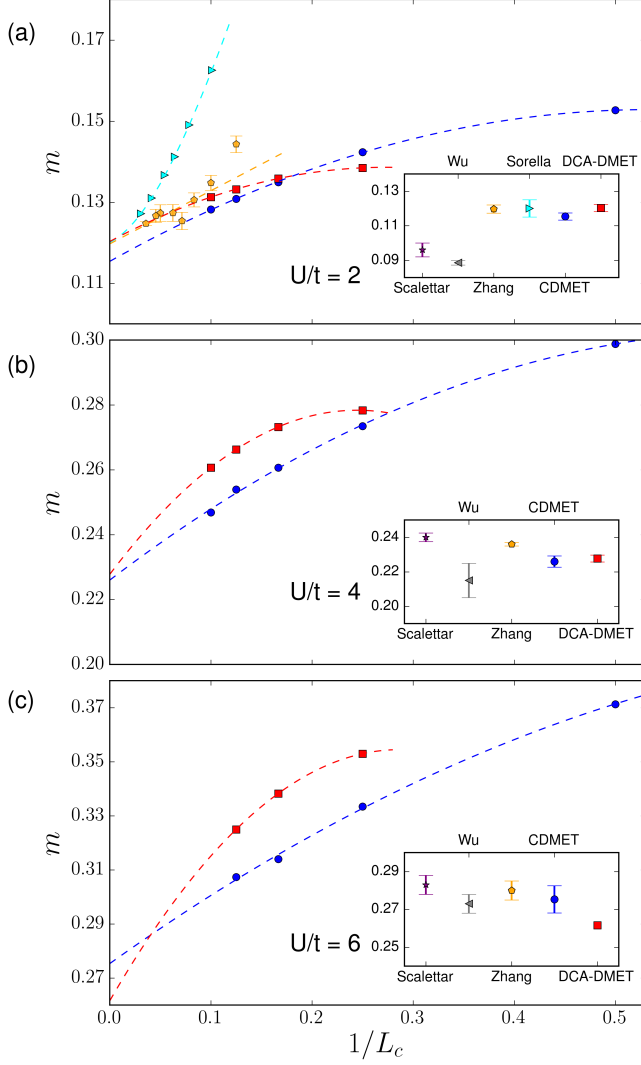 (a)
m
0.17
0.15
0.13
0.11
U/t = 2
Wu Sorella DCA-DMET
0.13
0.11
0.09
Scalettar Zhang CDMET
(b)
m
0.30
0.28
0.26
0.24
0.22
0.20
U/t = 4
Wu CDMET
0.24
0.22
0.20
Scalettar Zhang DCA-DMET
(c)
m
0.37
0.35
0.33
0.31
0.29
0.27
U/t = 6
Wu CDMET
0.29
0.27
0.25
Scalettar Zhang DCA-DMET
0.0 0.1 0.2 0.3 0.4 0.5
1/L_c